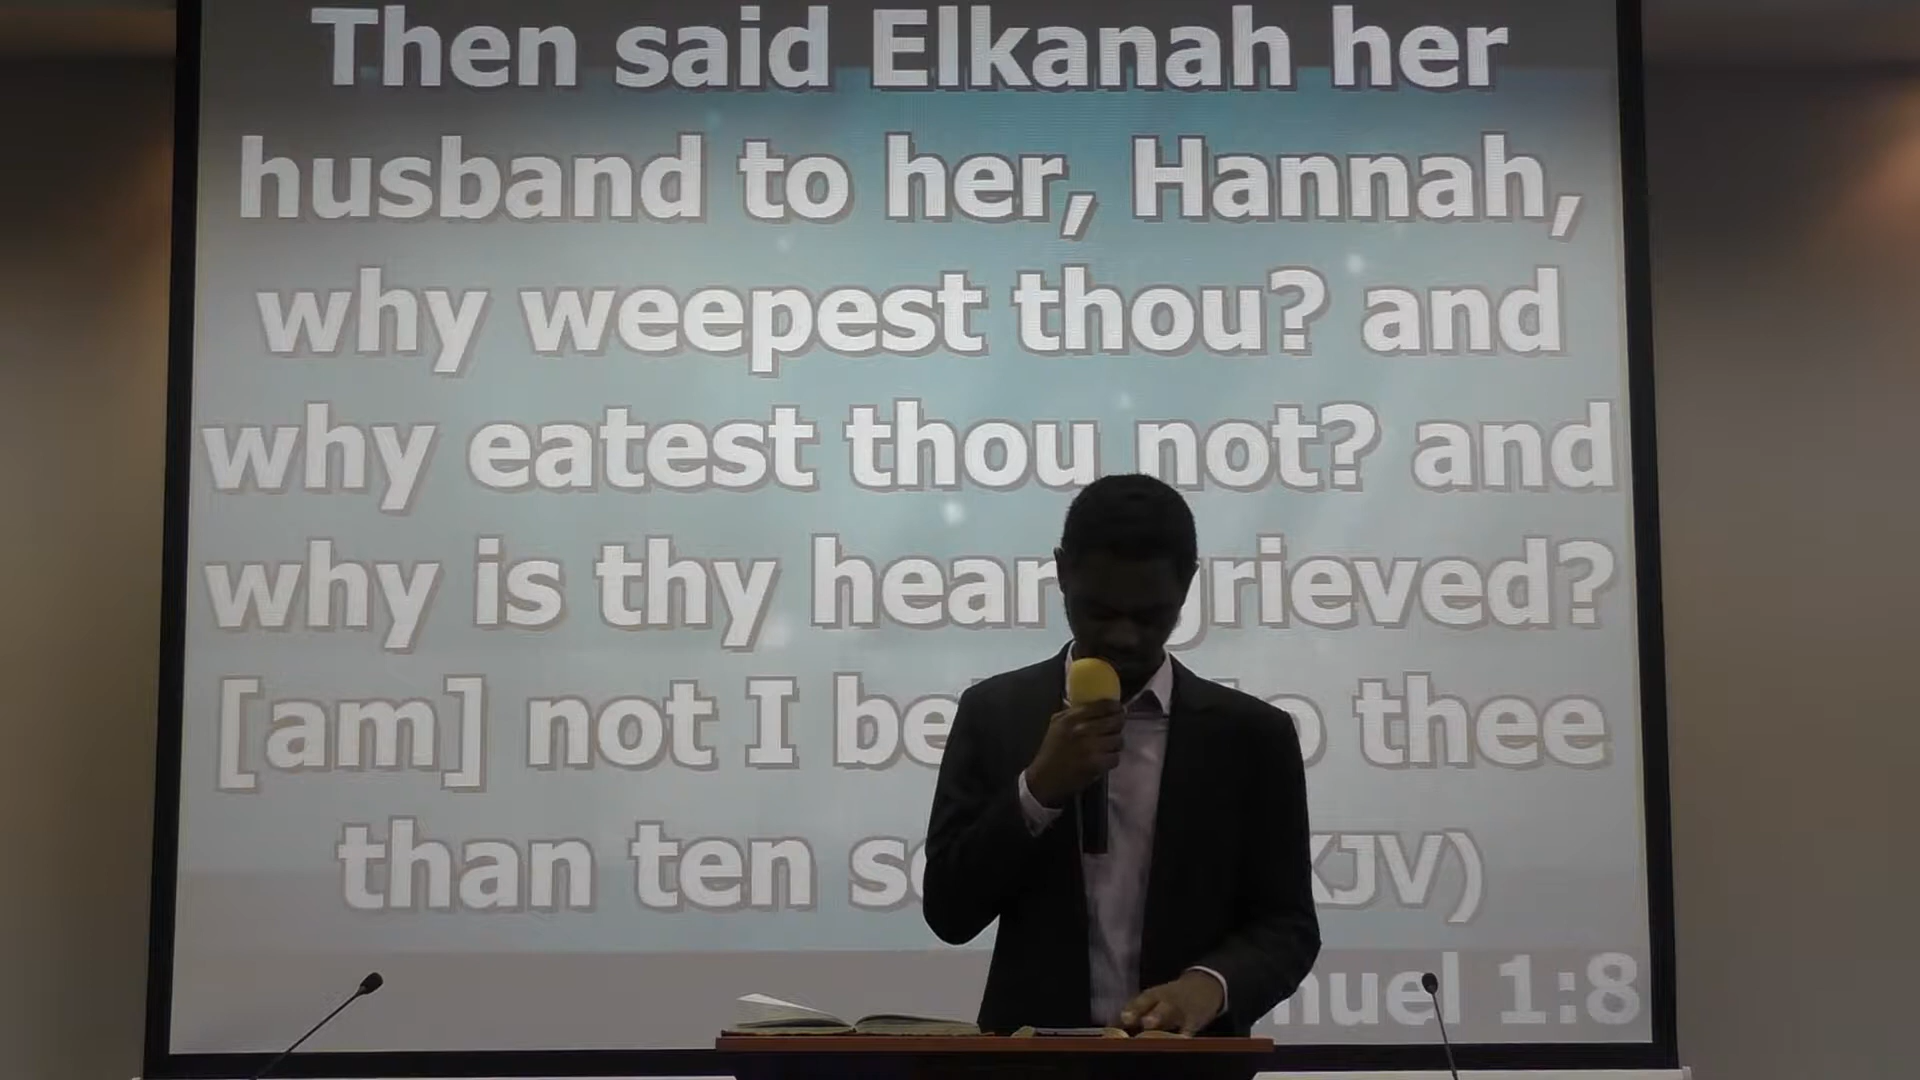 Then said Elkanah her
husband to her, Hannah,
why weepest thou? and
why eatest thou not? and
why is thy heart grieved?
[am] not I thee
than ten KJV)
1:8